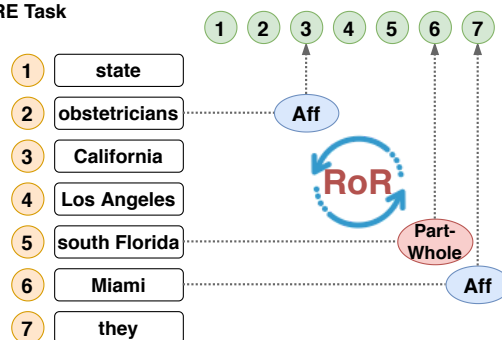 RE Task
1 2 3 4 5 6 7
1 state
2 obstetricians Aff
3 California
4 Los Angeles
RoR
5 south Florida Part-
Whole
6 Miami Aff
7 they